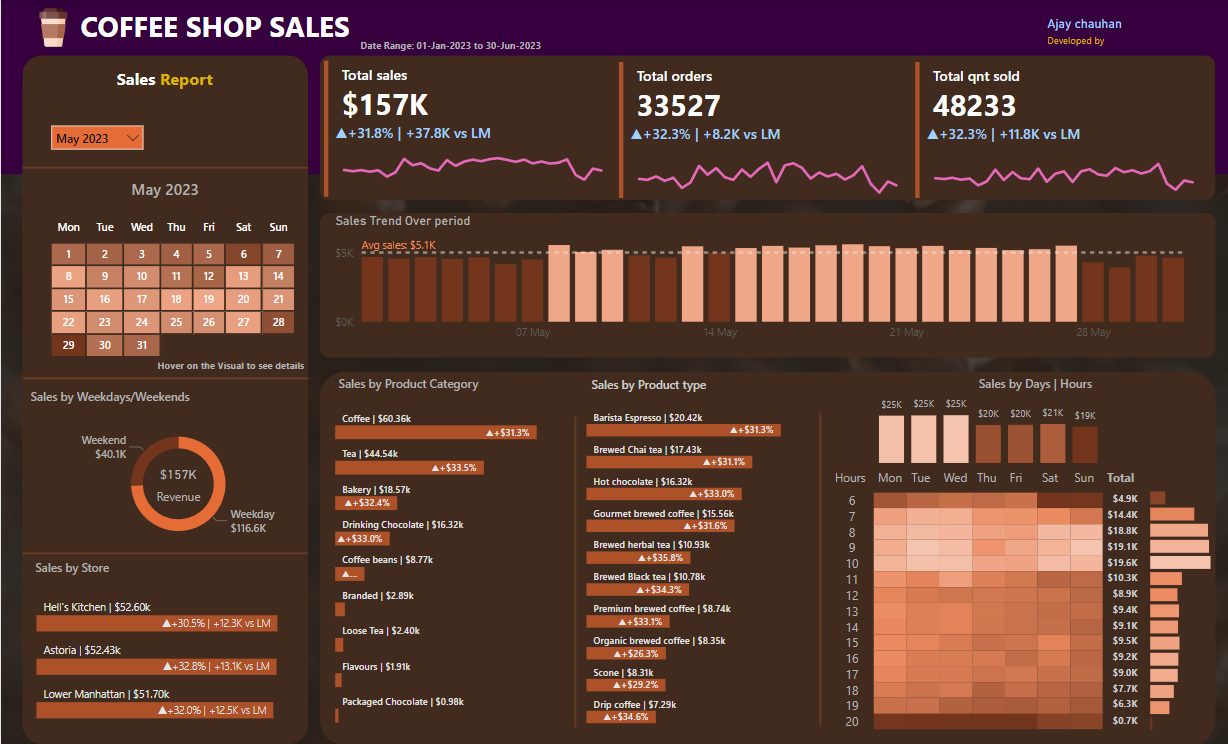 COFFEE SHOP SALES
Date Range: 01-Jan-2023 to 30-Jun-2023
Ajay chauhan
Developed by
Sales Report
May 2023
May 2023
Mon Tue Wed Thu Fri Sat Sun
1 2 3 4 5 6 7
8 9 10 11 12 13 14
15 16 17 18 19 20 21
22 23 24 25 26 27 28
29 30 31
Hover on the Visual to see details
Sales by Weekdays/Weekends
Weekend
$40.1K
$157K
Revenue
Weekday
$116.6K
Sales by Store
Hell's Kitchen | $52.60k
▲+30.5% | +12.3K vs LM
Astoria | $52.43k
▲+32.8% | +13.1K vs LM
Lower Manhattan | $51.70k
▲+32.0% | +12.5K vs LM
Total sales
$157K
▲+31.8% | +37.8K vs LM
Total orders
33527
▲+32.3% | +8.2K vs LM
Total qnt sold
48233
▲+32.3% | +11.8K vs LM
Sales Trend Over period
Avg sales: $5.1K
$5K
$0K
07 May 14 May 21 May 28 May
Sales by Product Category
Coffee | $60.36k
▲+$31.3%
Tea | $44.54k
▲+$33.5%
Bakery | $18.57k
▲+$32.4%
Drinking Chocolate | $16.32k
▲+$33.0%
Coffee beans | $8.77k
▲...
Branded | $2.89k
Loose Tea | $2.40k
Flavours | $1.91k
Packaged Chocolate | $0.98k
Sales by Product type
Barista Espresso | $20.42k
▲+$31.3%
Brewed Chai tea | $17.43k
▲+$31.1%
Hot chocolate | $16.32k
▲+$33.0%
Gourmet brewed coffee | $15.56k
▲+$31.6%
Brewed herbal tea | $10.93k
▲+$35.8%
Brewed Black tea | $10.78k
▲+$34.3%
Premium brewed coffee | $8.74k
▲+$33.1%
Organic brewed coffee | $8.35k
▲+$26.3%
Scone | $8.31k
▲+$29.2%
Drip coffee | $7.29k
▲+$34.6%
Sales by Days | Hours
$25K $25K $25K $20K $20K $21K $19K
Hours Mon Tue Wed Thu Fri Sat Sun Total
6 $4.9K
7 $14.4K
8 $18.8K
9 $19.1K
10 $19.6K
11 $10.3K
12 $8.9K
13 $9.4K
14 $9.1K
15 $9.5K
16 $9.2K
17 $9.0K
18 $7.7K
19 $6.3K
20 $0.7K